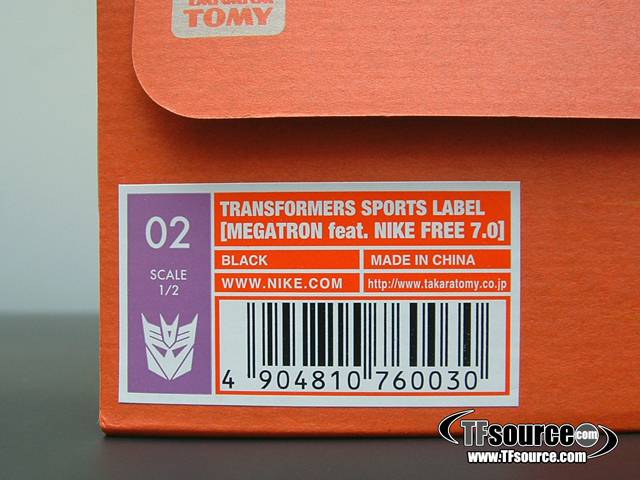 TOMY
02
SCALE
1/2
TRANSFORMERS SPORTS LABEL
[MEGATRON feat. NIKE FREE 7.0]
BLACK
MADE IN CHINA
WWW.NIKE.COM
http://www.takaratomy.co.jp
4 904810 760030
TFsource.com
www.TFsource.com